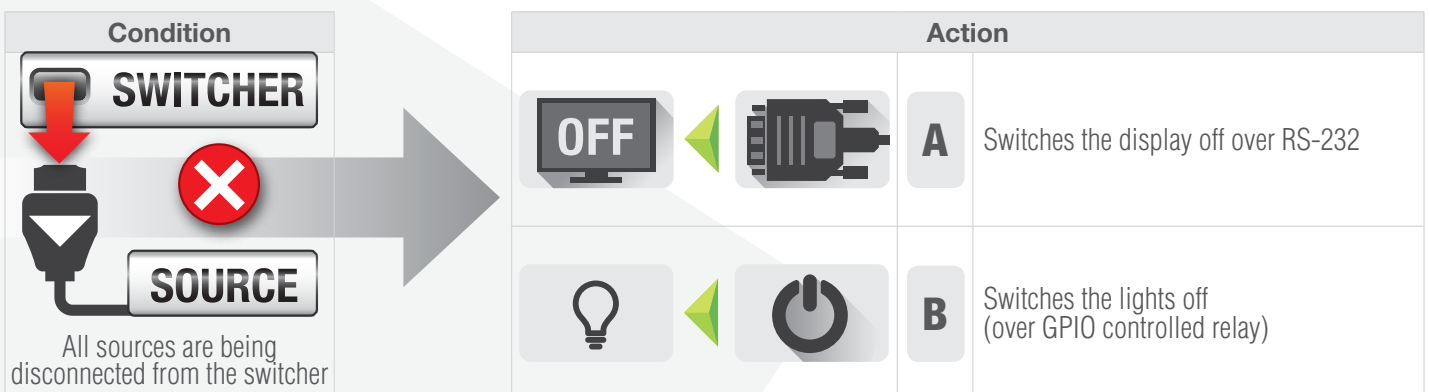 Condition
SWITCHER
SOURCE
All sources are being
disconnected from the switcher
Action
OFF
A
Switches the display off over RS-232
B
Switches the lights off
(over GPIO controlled relay)